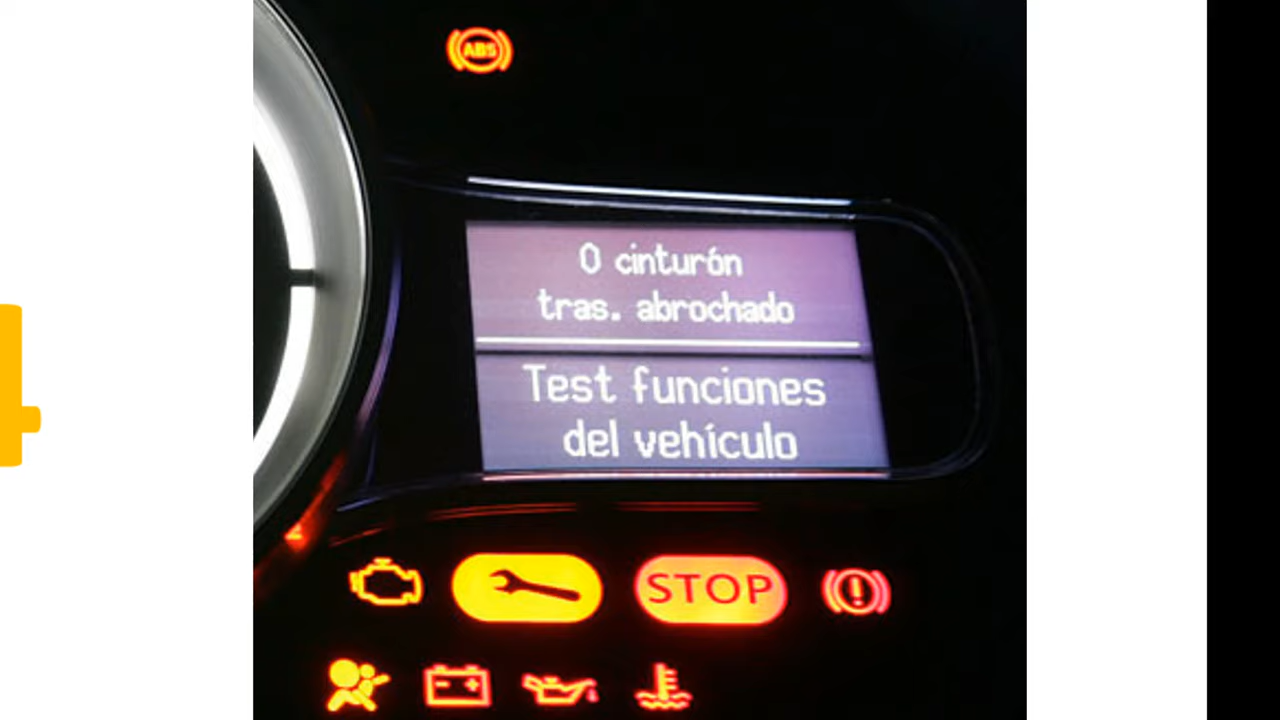 ABS
0 cinturón
tras. abrochado
Test funciones
del vehículo
STOP